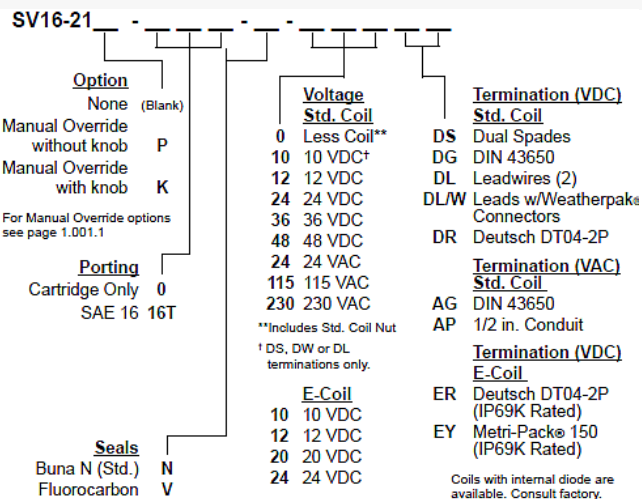 SV16-21__ - _ _ _ - _ - _ _ _ _ _
Option
None (Blank)
Manual Override
without knob P
Manual Override
with knob K
For Manual Override options
see page 1.001.1
Porting
Cartridge Only 0
SAE 16 16T
Seals
Buna N (Std.) N
Fluorocarbon V
Voltage
Std. Coil
0 Less Coil**
10 10 VDC†
12 12 VDC
24 24 VDC
36 36 VDC
48 48 VDC
24 24 VAC
115 115 VAC
230 230 VAC
**Includes Std. Coil Nut
† DS, DW or DL
terminations only.
E-Coil
10 10 VDC
12 12 VDC
20 20 VDC
24 24 VDC
Termination (VDC)
Std. Coil
DS Dual Spades
DG DIN 43650
DL Leadwires (2)
DL/W Leads w/Weatherpak®
Connectors
DR Deutsch DT04-2P
Termination (VAC)
Std. Coil
AG DIN 43650
AP 1/2 in. Conduit
Termination (VDC)
E-Coil
ER Deutsch DT04-2P
(IP69K Rated)
EY Metri-Pack® 150
(IP69K Rated)
Coils with internal diode are
available. Consult factory.